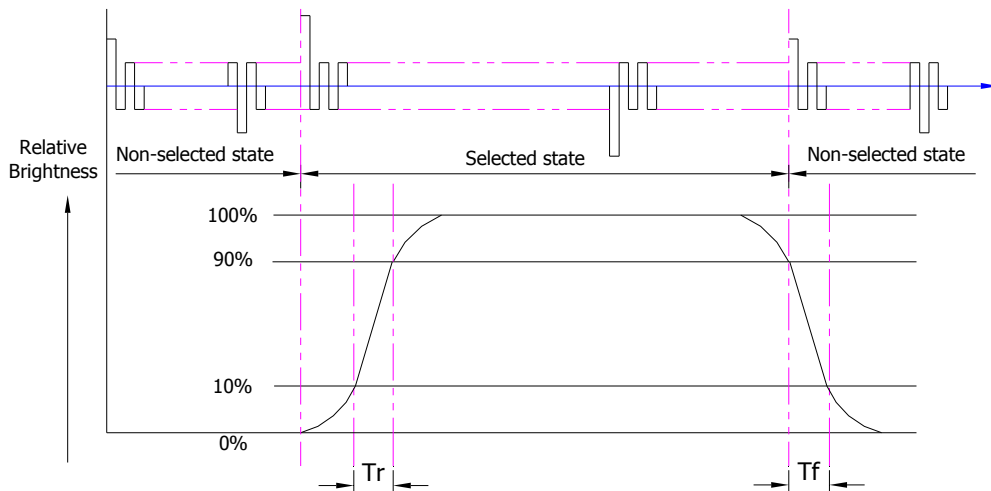 Relative
Brightness
Non-selected state
Selected state
Non-selected state
100%
90%
10%
0%
Tr
Tf